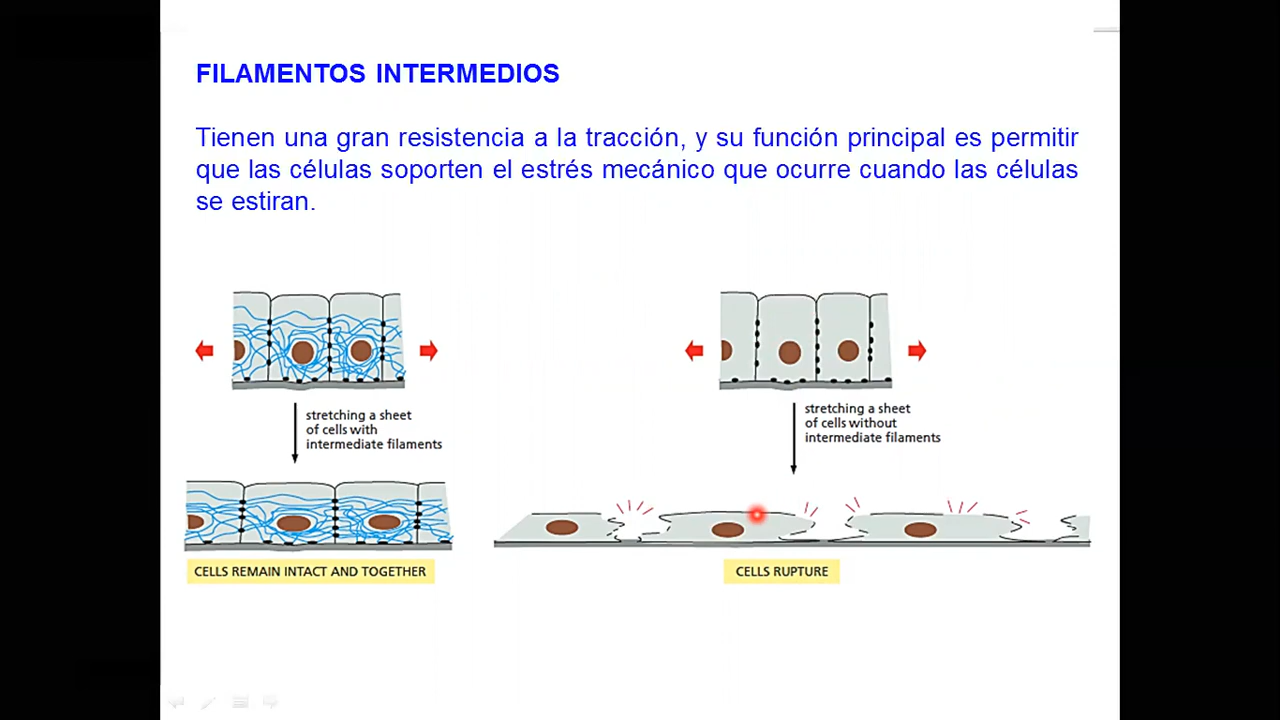 FILAMENTOS INTERMEDIOS
Tienen una gran resistencia a la tracción, y su función principal es permitir
que las células soporten el estrés mecánico que ocurre cuando las células
se estiran.
stretching a sheet
of cells with
intermediate filaments
CELLS REMAIN INTACT AND TOGETHER
stretching a sheet
of cells without
intermediate filaments
CELLS RUPTURE